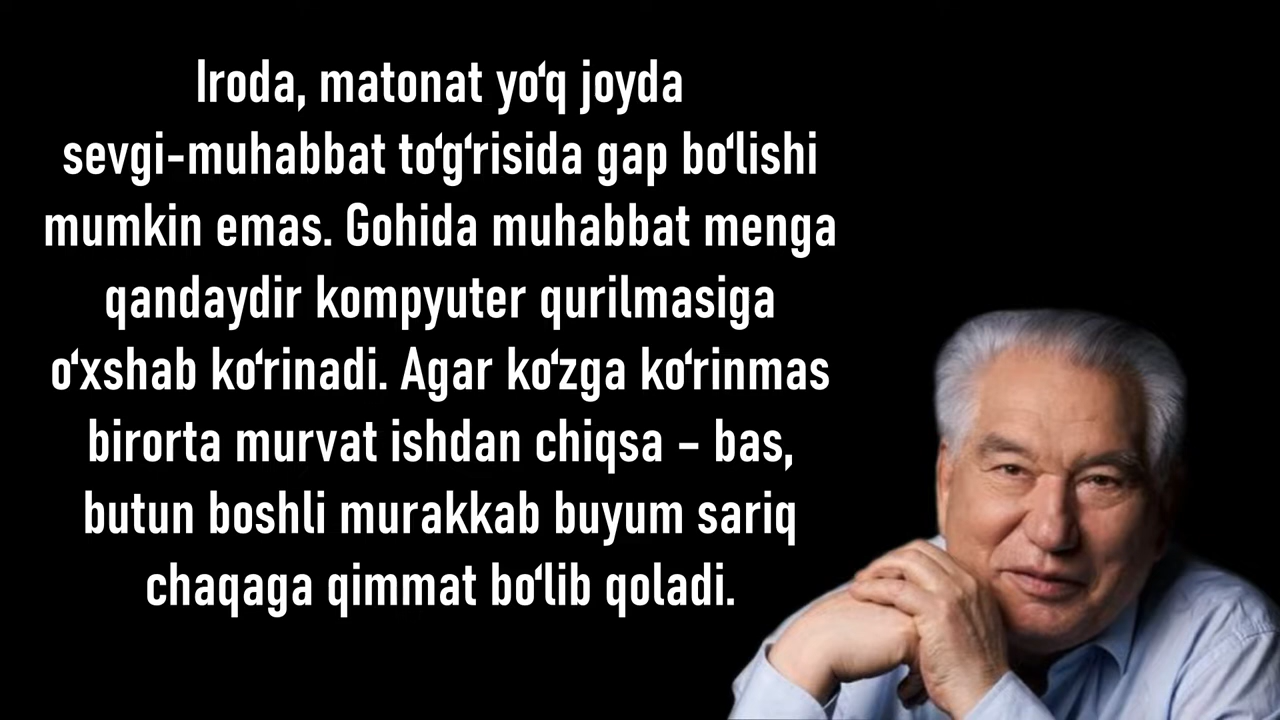 Iroda, matonat yo‘q joyda
sevgi-muhabbat to‘g‘risida gap bo‘lishi
mumkin emas. Gohida muhabbat menga
qandaydir kompyuter qurilmasiga
o‘xshab ko‘rinadi. Agar ko‘zga ko‘rinmas
birorta murvat ishdan chiqsa – bas,
butun boshli murakkab buyum sariq
chaqaga qimmat bo‘lib qoladi.